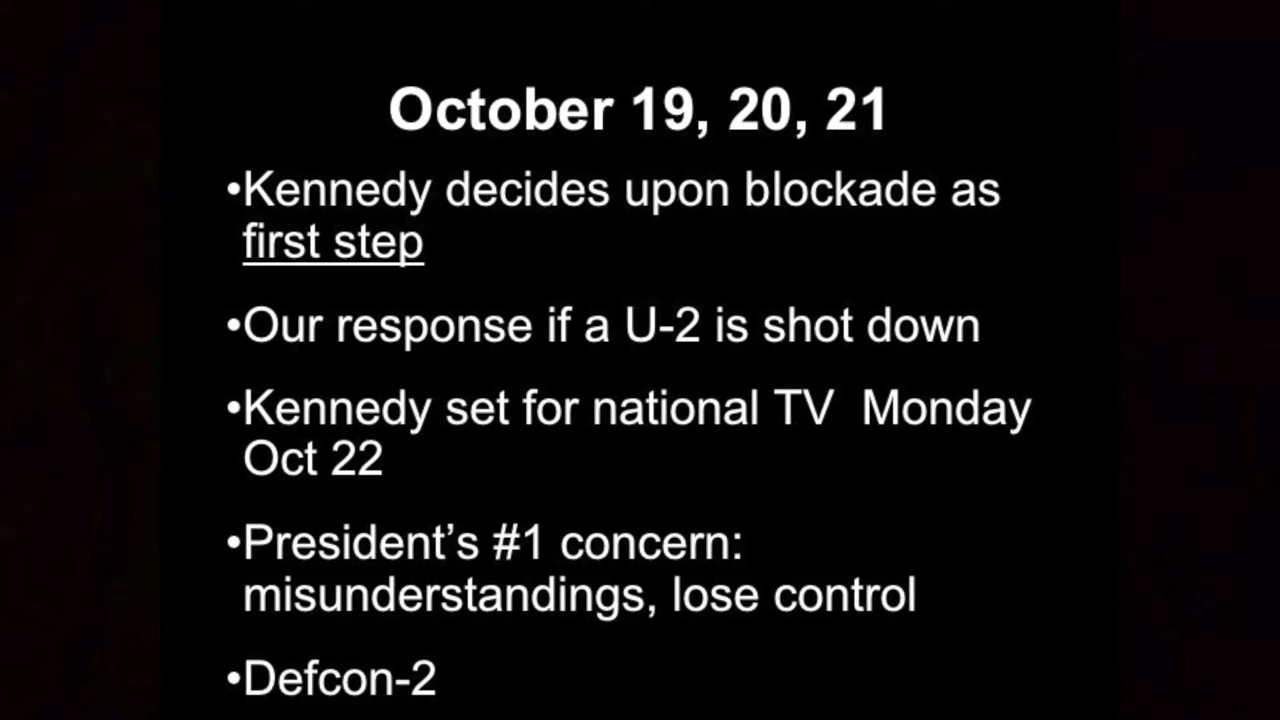 October 19, 20, 21
•Kennedy decides upon blockade as
first step
•Our response if a U-2 is shot down
•Kennedy set for national TV  Monday
Oct 22
•President’s #1 concern:
misunderstandings, lose control
•Defcon-2